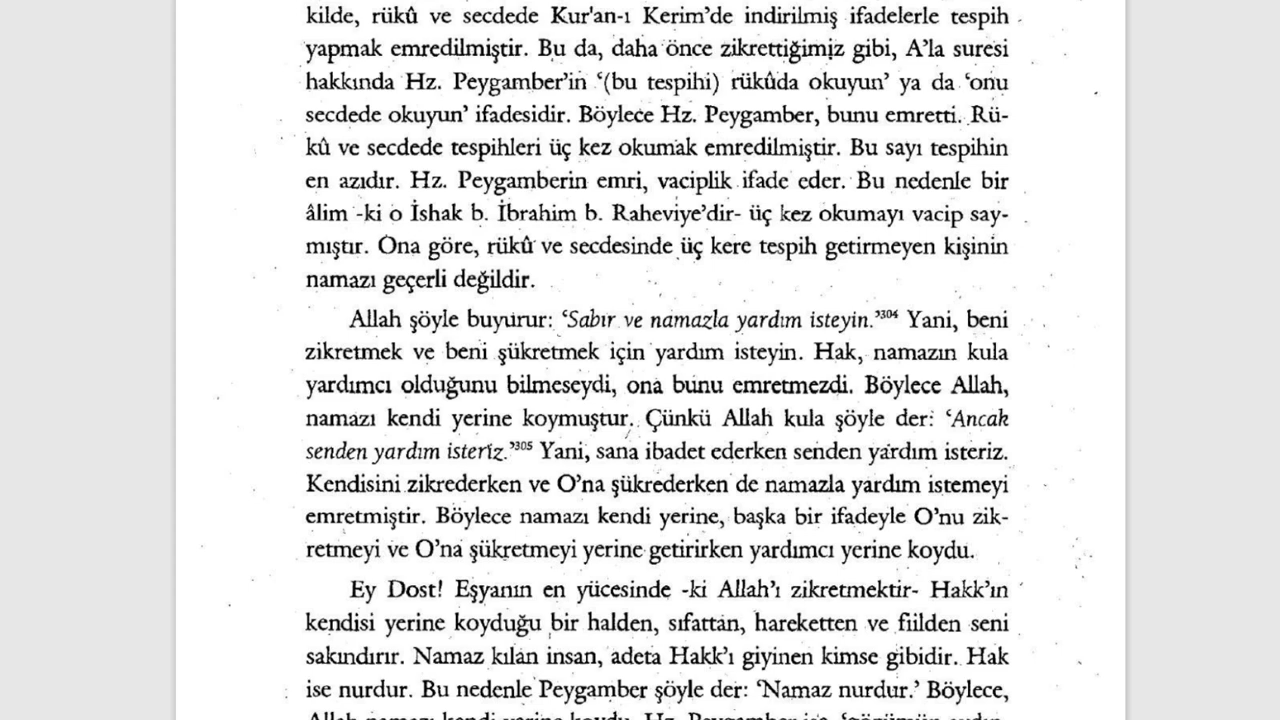 kilde, rükû ve secdede Kur'an-ı Kerim’de indirilmiş ifadelerle tespih
yapmak emredilmiştir. Bu da, daha önce zikrettiğimiz gibi, A’la suresi
hakkında Hz. Peygamber’in ‘(bu tespihi) rükûda okuyun’ ya da ‘onu
secdede okuyun’ ifadesidir. Böylece Hz. Peygamber, bunu emretti. Rü-
kû ve secdede tespihleri üç kez okumak emredilmiştir. Bu sayı tespihin
en azıdır. Hz. Peygamberin emri, vaciplik ifade eder. Bu nedenle bir
âlim -ki o İshak b. İbrahim b. Raheviye’dir- üç kez okumayı vacip say-
mıştır. Ona göre, rükû ve secdesinde üç kere tespih getirmeyen kişinin
namazı geçerli değildir.
Allah şöyle buyurur: ‘Sabır ve namazla yardım isteyin.’³⁰⁴ Yani, beni
zikretmek ve beni şükretmek için yardım isteyin. Hak, namazın kula
yardımcı olduğunu bilmeseydi, ona bunu emretmezdi. Böylece Allah,
namazı kendi yerine koymuştur. Çünkü Allah kula şöyle der: ‘Ancak
senden yardım isteriz.’³⁰⁵ Yani, sana ibadet ederken senden yardım isteriz.
Kendisini zikrederken ve O’na şükrederken de namazla yardım istemeyi
emretmiştir. Böylece namazı kendi yerine, başka bir ifadeyle O’nu zik-
retmeyi ve O’na şükretmeyi yerine getirirken yardımcı yerine koydu.
Ey Dost! Eşyanın en yücesinde -ki Allah’ı zikretmektir- Hakk’ın
kendisi yerine koyduğu bir halden, sıfattan, hareketten ve fiilden seni
sakındırır. Namaz kılan insan, adeta Hakk’ı giyinen kimse gibidir. Hak
ise nurdur. Bu nedenle Peygamber şöyle der: ‘Namaz nurdur.’ Böylece,